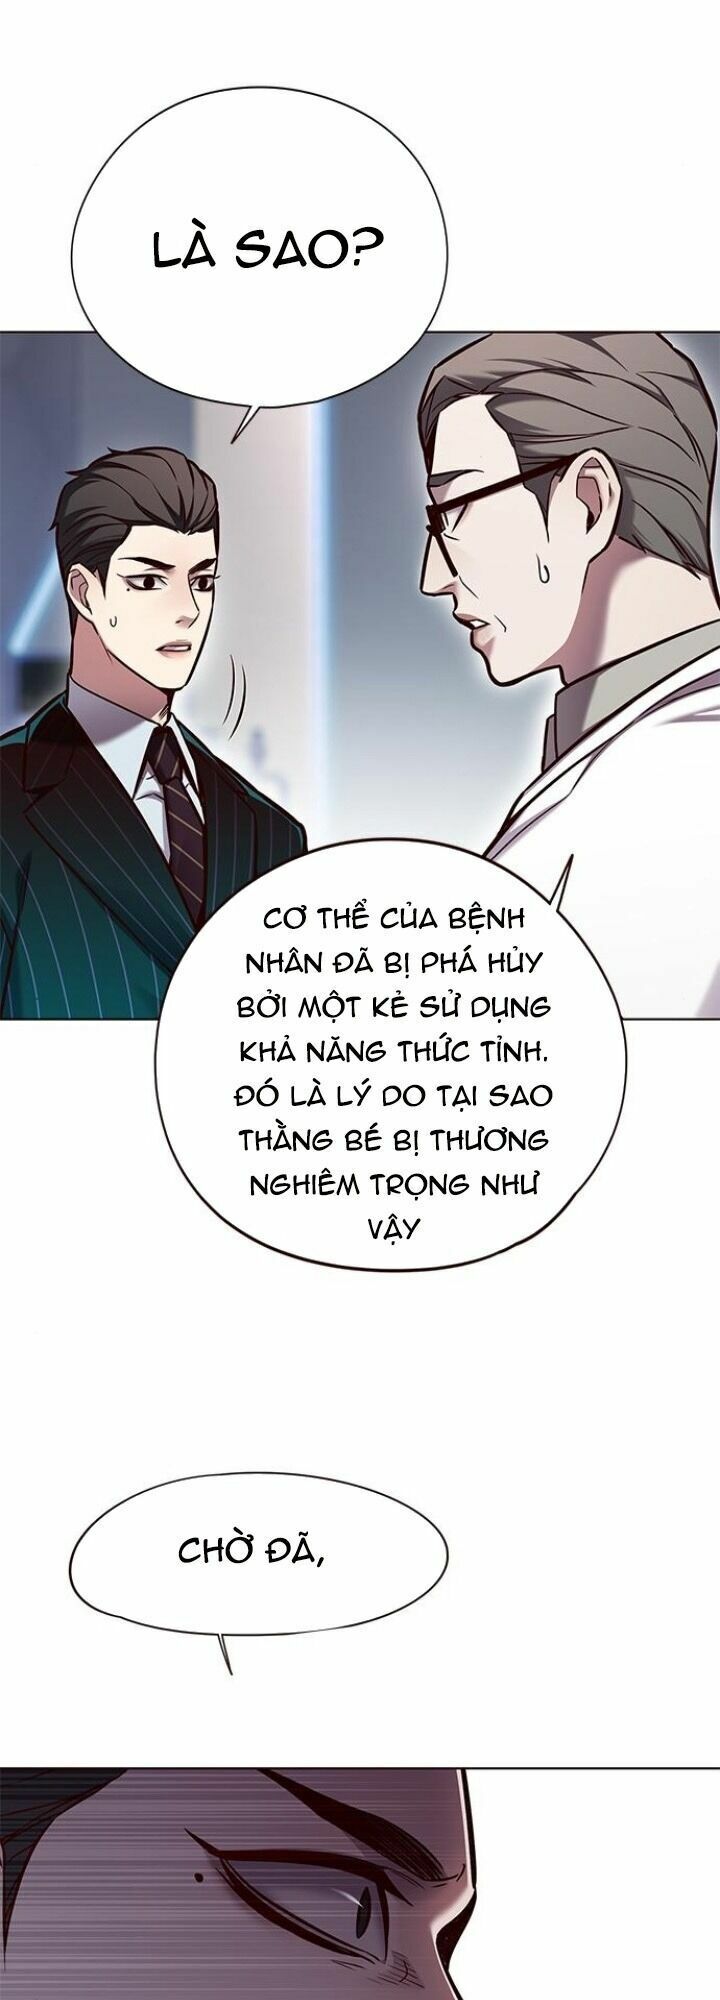 LÀ SAO?
CƠ THỂ CỦA BỆNH
NHÂN ĐÃ BỊ PHÁ HỦY
BỞI MỘT KẺ SỬ DỤNG
KHẢ NĂNG THỨC TỈNH.
ĐÓ LÀ LÝ DO TẠI SAO
THẰNG BÉ BỊ THƯƠNG
NGHIÊM TRỌNG NHƯ
VẬY
CHỜ ĐÃ,